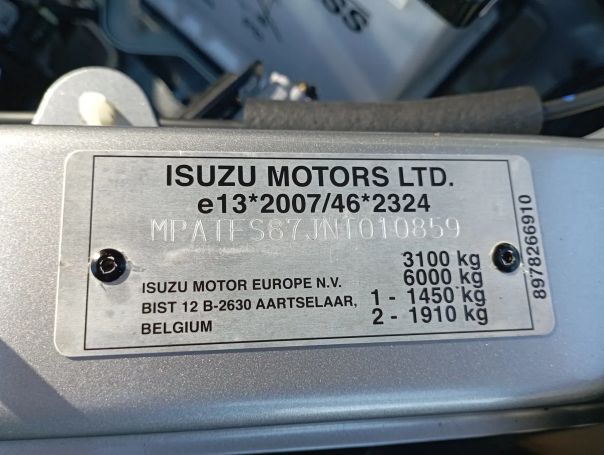 ISUZU MOTORS LTD.
e13*2007/46*2324
MPATFS87JNT010859
3100 kg
6000 kg
1 - 1450 kg
2 - 1910 kg
ISUZU MOTOR EUROPE N.V.
BIST 12 B-2630 AARTSELAAR,
BELGIUM
8978266910